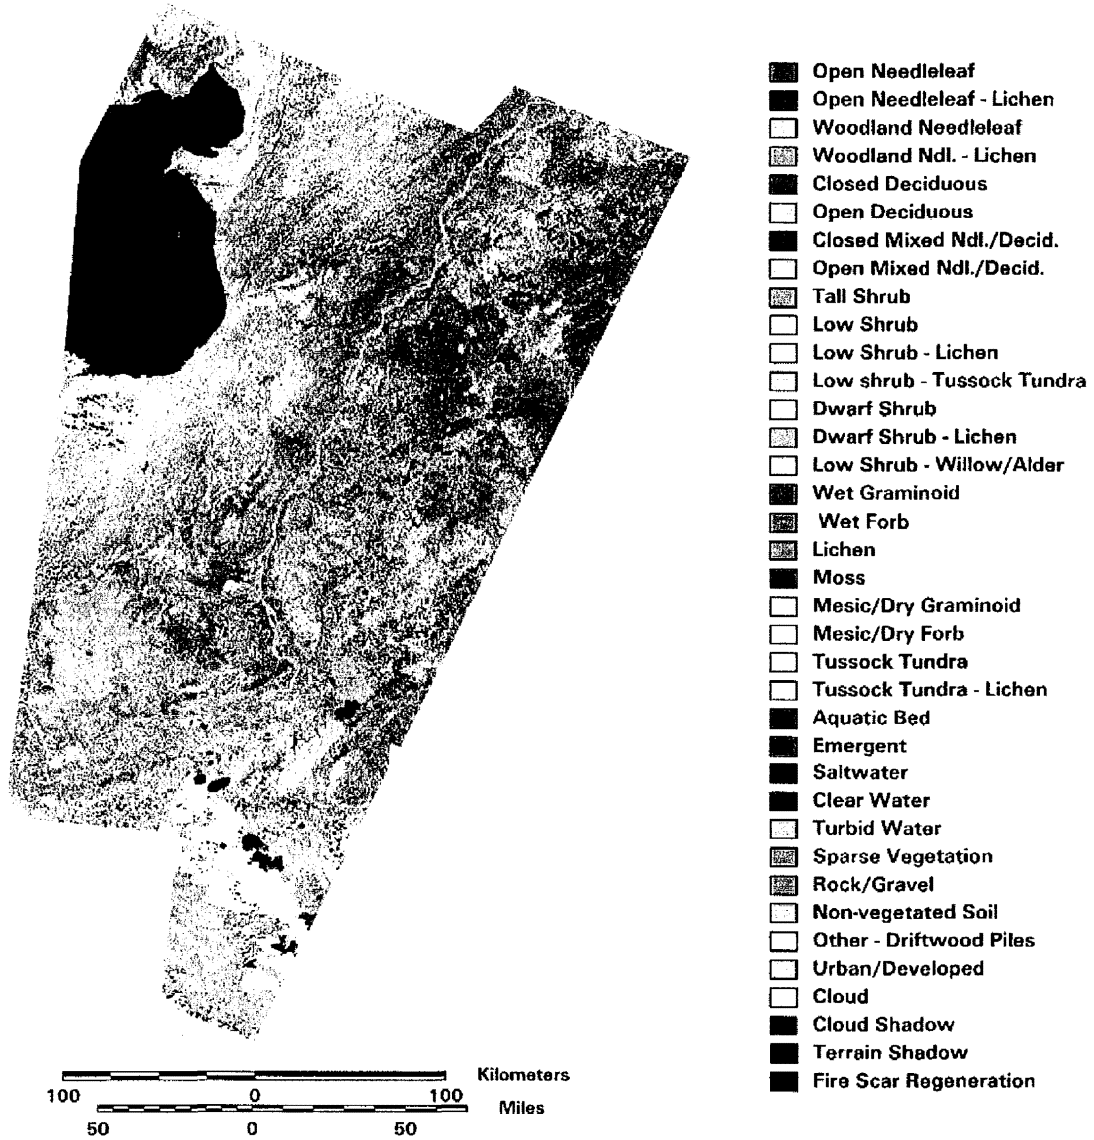 Open Needleleaf
Open Needleleaf - Lichen
Woodland Needleleaf
Woodland Ndl. - Lichen
Closed Deciduous
Open Deciduous
Closed Mixed Ndl./Decid.
Open Mixed Ndl./Decid.
Tall Shrub
Low Shrub
Low Shrub - Lichen
Low shrub - Tussock Tundra
Dwarf Shrub
Dwarf Shrub - Lichen
Low Shrub - Willow/Alder
Wet Graminoid
Wet Forb
Lichen
Moss
Mesic/Dry Graminoid
Mesic/Dry Forb
Tussock Tundra
Tussock Tundra - Lichen
Aquatic Bed
Emergent
Saltwater
Clear Water
Turbid Water
Sparse Vegetation
Rock/Gravel
Non-vegetated Soil
Other - Driftwood Piles
Urban/Developed
Cloud
Cloud Shadow
Terrain Shadow
Fire Scar Regeneration
Kilometers
100 0 100
Miles
50 0 50